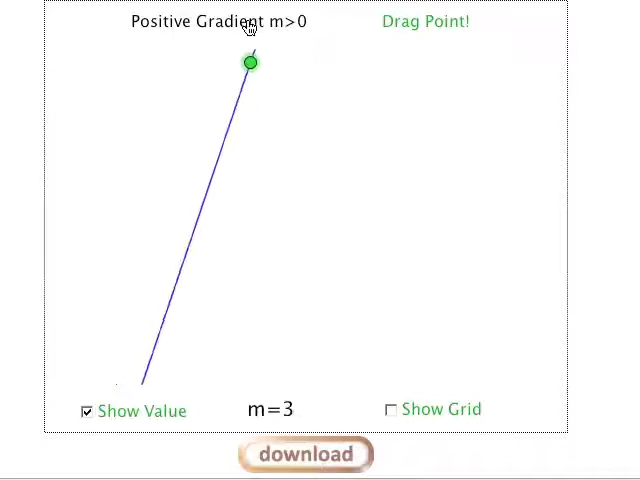 Positive Gradient m>0
Drag Point!
Show Value
m=3
Show Grid
download